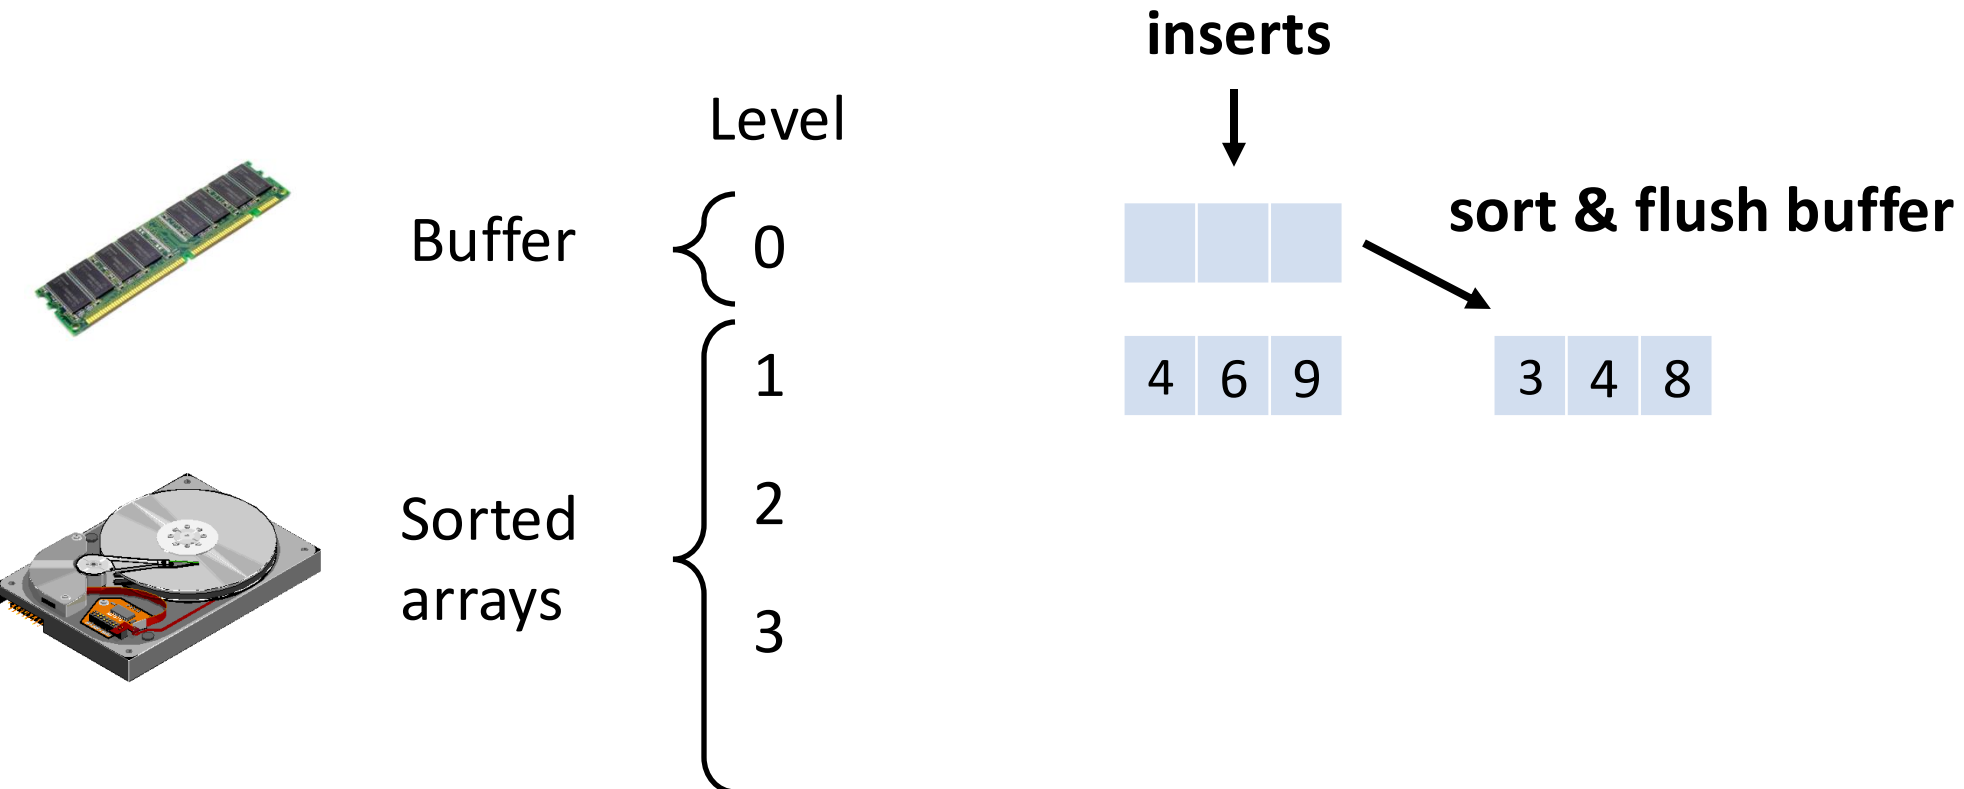 inserts
Level
Buffer
0
sort & flush buffer
1
4 6 9
3 4 8
Sorted
arrays
2
3